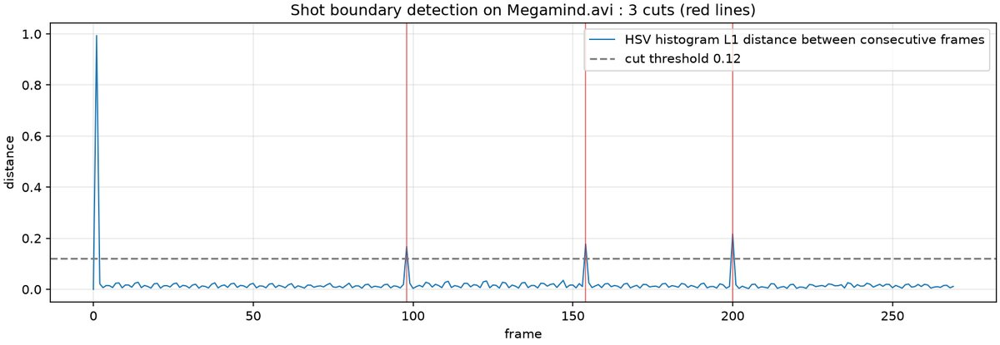 Shot boundary detection on Megamind.avi : 3 cuts (red lines)
HSV histogram L1 distance between consecutive frames
cut threshold 0.12
distance
1.0
0.8
0.6
0.4
0.2
0.0
0 50 100 150 200 250
frame